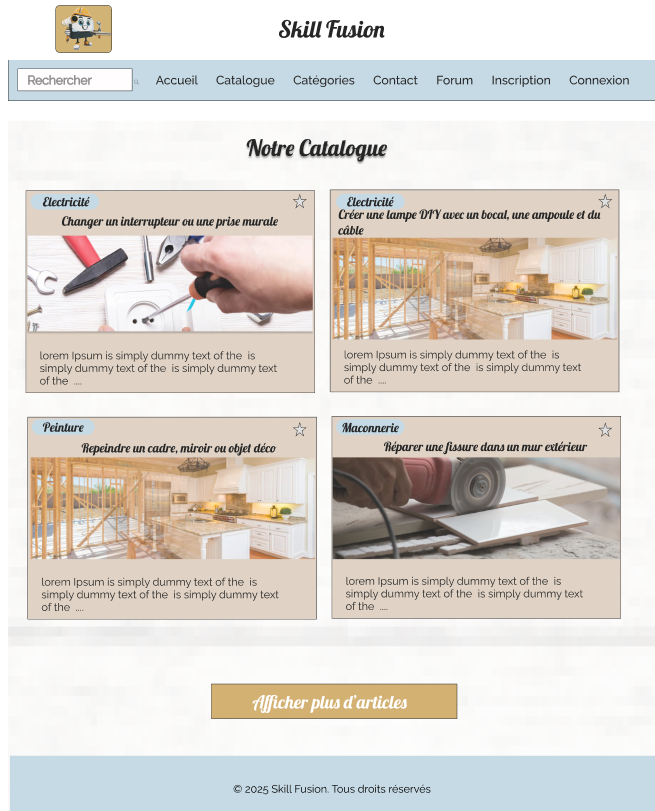 Skill Fusion
Rechercher Accueil Catalogue Catégories Contact Forum Inscription Connexion
Notre Catalogue
Electricité
Changer un interrupteur ou une prise murale
lorem Ipsum is simply dummy text of the is
simply dummy text of the is simply dummy text
of the ....
Electricité
Créer une lampe DIY avec un bocal, une ampoule et du
câble
lorem Ipsum is simply dummy text of the is
simply dummy text of the is simply dummy text
of the ....
Peinture
Repeindre un cadre, miroir ou objet déco
lorem Ipsum is simply dummy text of the is
simply dummy text of the is simply dummy text
of the ....
Maconnerie
Réparer une fissure dans un mur extérieur
lorem Ipsum is simply dummy text of the is
simply dummy text of the is simply dummy text
of the ....
Afficher plus d'articles
© 2025 Skill Fusion. Tous droits réservés